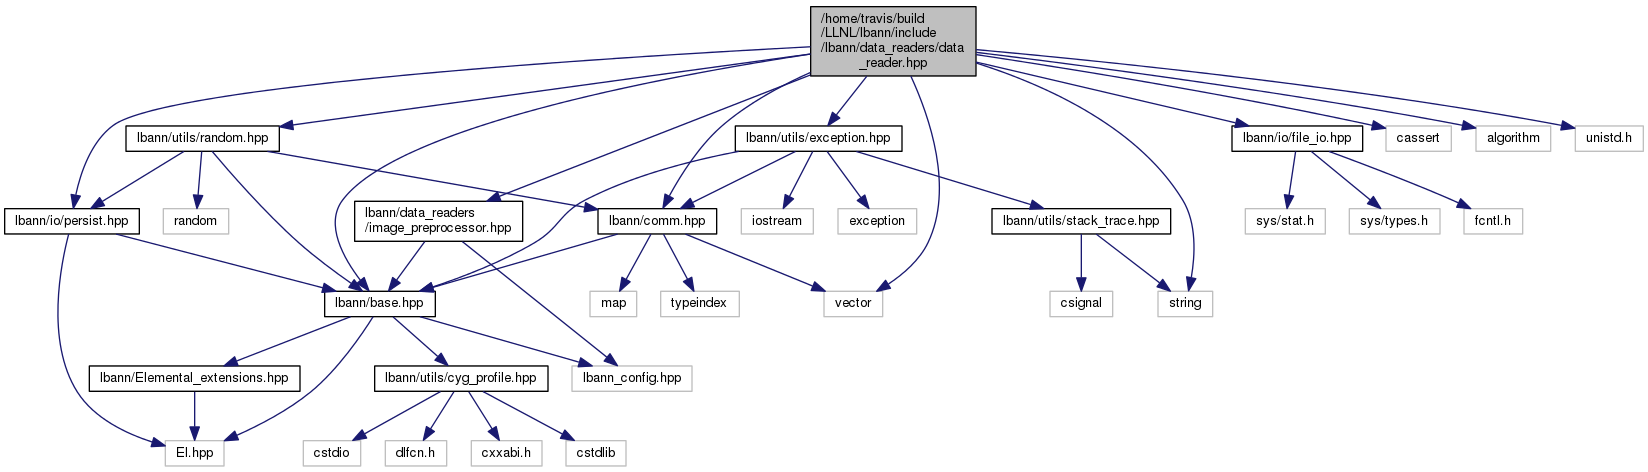 /home/travis/build
/LLNL/lbann/include
/lbann/data_readers/data
_reader.hpp
lbann/utils/random.hpp
lbann/utils/exception.hpp
lbann/io/file_io.hpp
cassert
algorithm
unistd.h
lbann/io/persist.hpp
random
lbann/data_readers
/image_preprocessor.hpp
lbann/comm.hpp
iostream
exception
lbann/utils/stack_trace.hpp
sys/stat.h
sys/types.h
fcntl.h
lbann/base.hpp
map
typeindex
vector
csignal
string
lbann/Elemental_extensions.hpp
lbann/utils/cyg_profile.hpp
lbann_config.hpp
El.hpp
cstdio
dlfcn.h
cxxabi.h
cstdlib